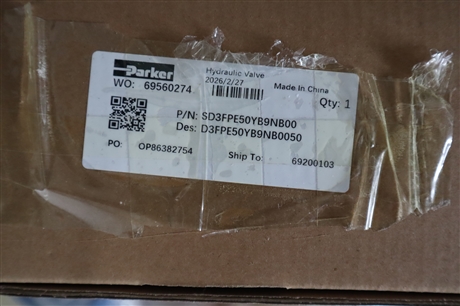 Parker
Hydraulic Valve
2026/2/27
Made In China
WO: 69560274
Qty: 1
P/N: SD3FPE50YB9NB00
Des: D3FPE50YB9NB0050
PO: OP86382754
Ship To: 69200103